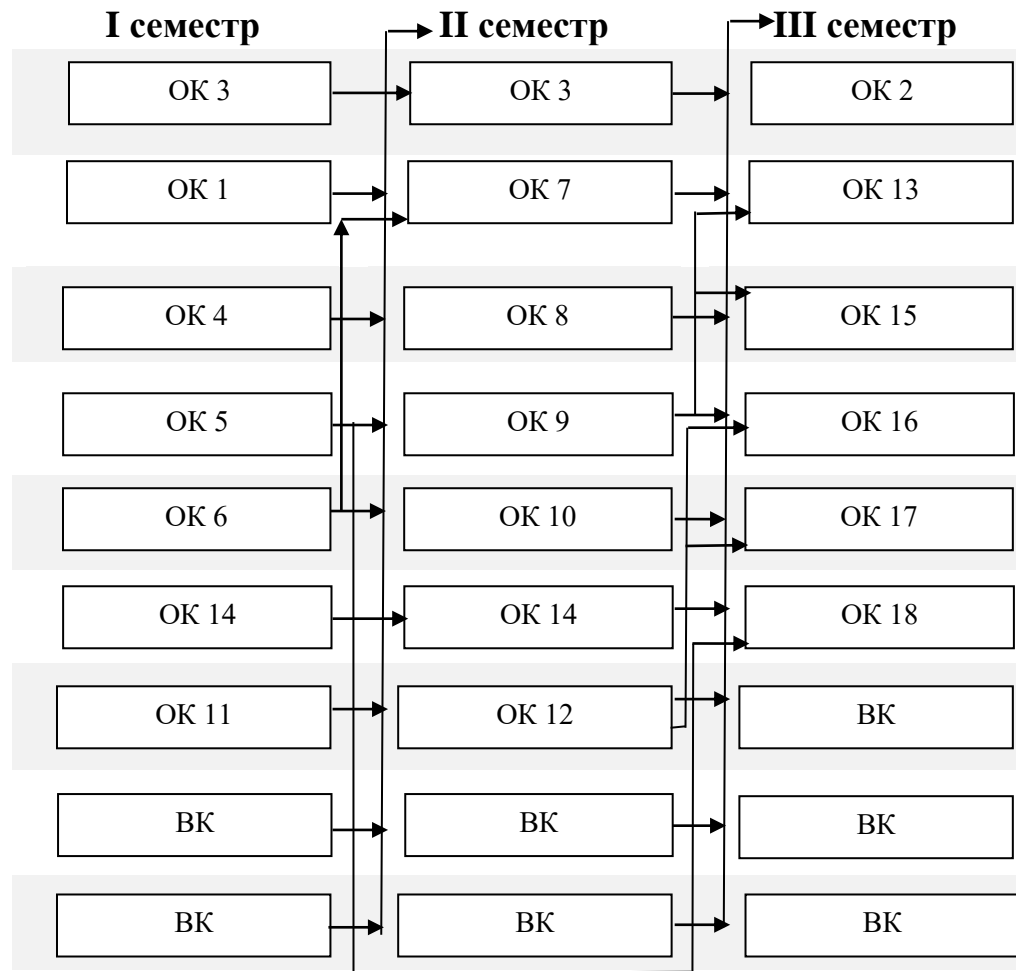 I семестр II семестр III семестр
ОК 3 ОК 3 ОК 2
ОК 1 ОК 7 ОК 13
ОК 4 ОК 8 ОК 15
ОК 5 ОК 9 ОК 16
ОК 6 ОК 10 ОК 17
ОК 14 ОК 14 ОК 18
ОК 11 ОК 12 ВК
ВК ВК ВК
ВК ВК ВК